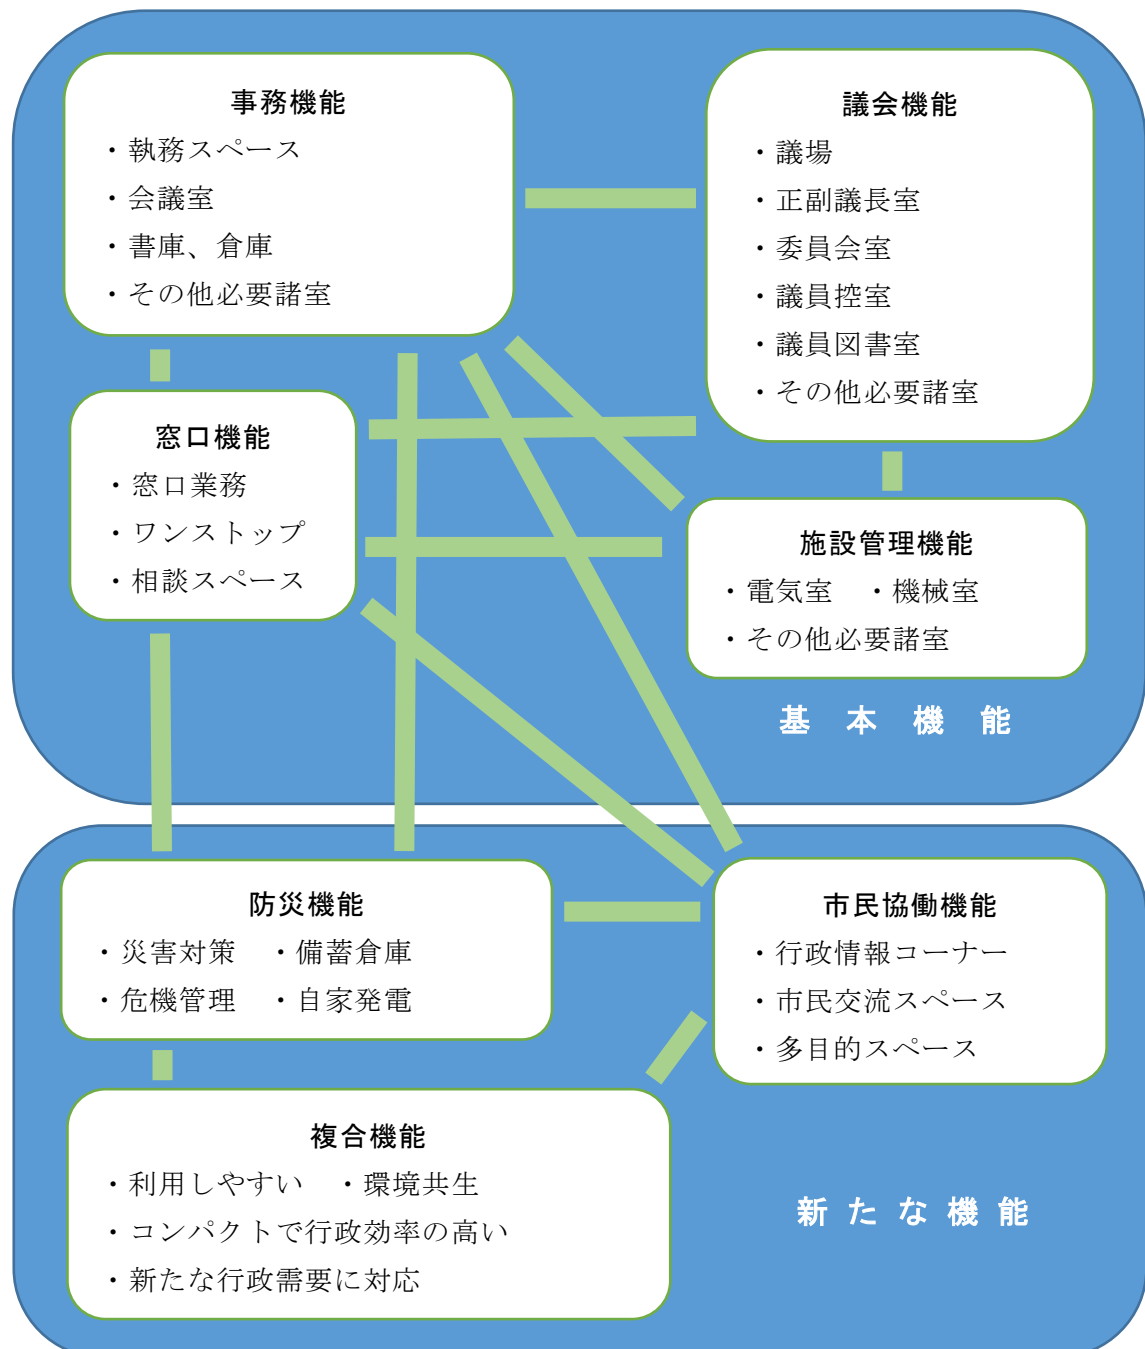 事務機能
・執務スペース
・会議室
・書庫、倉庫
・その他必要諸室
議会機能
・議場
・正副議長室
・委員会室
・議員控室
・議員図書室
・その他必要諸室
窓口機能
・窓口業務
・ワンストップ
・相談スペース
施設管理機能
・電気室　・機械室
・その他必要諸室
基 本 機 能
防災機能
・災害対策　・備蓄倉庫
・危機管理　・自家発電
市民協働機能
・行政情報コーナー
・市民交流スペース
・多目的スペース
複合機能
・利用しやすい　・環境共生
・コンパクトで行政効率の高い
・新たな行政需要に対応
新 た な 機 能